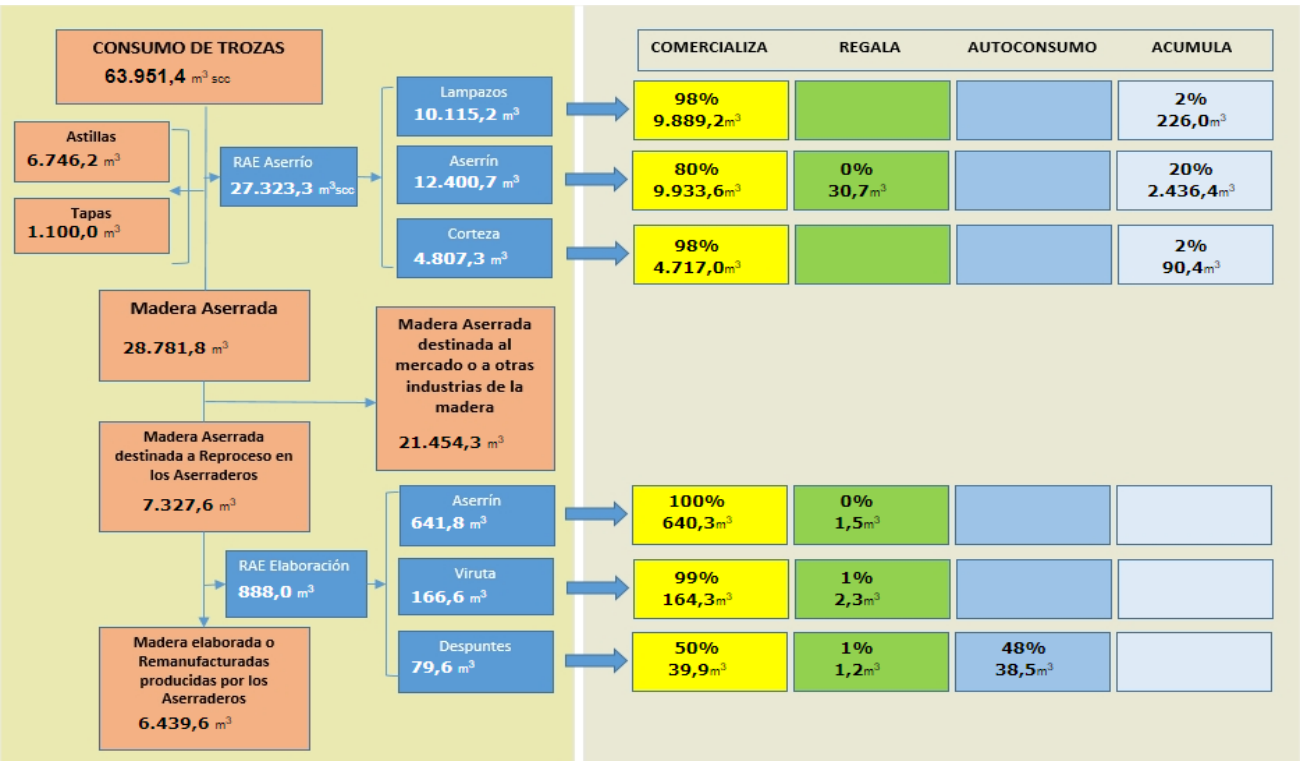 CONSUMO DE TROZAS
63.951,4 m³ scc
Astillas
6.746,2 m³
Tapas
1.100,0 m³
RAE Aserrío
27.323,3 m³scc
Lampazos
10.115,2 m³
Aserrín
12.400,7 m³
Corteza
4.807,3 m³
Madera Aserrada
28.781,8 m³
Madera Aserrada
destinada al
mercado o a otras
industrias de la
madera
21.454,3 m³
Madera Aserrada
destinada a Reproceso en
los Aserraderos
7.327,6 m³
RAE Elaboración
888,0 m³
Aserrín
641,8 m³
Viruta
166,6 m³
Despuntes
79,6 m³
Madera elaborada o
Remanufacturadas
producidas por los
Aserraderos
6.439,6 m³
COMERCIALIZA REGALA AUTOCONSUMO ACUMULA
98% 2%
9.889,2m³ 226,0m³
80% 0% 20%
9.933,6m³ 30,7m³ 2.436,4m³
98% 2%
4.717,0m³ 90,4m³
100% 0%
640,3m³ 1,5m³
99% 1%
164,3m³ 2,3m³
50% 1% 48%
39,9m³ 1,2m³ 38,5m³